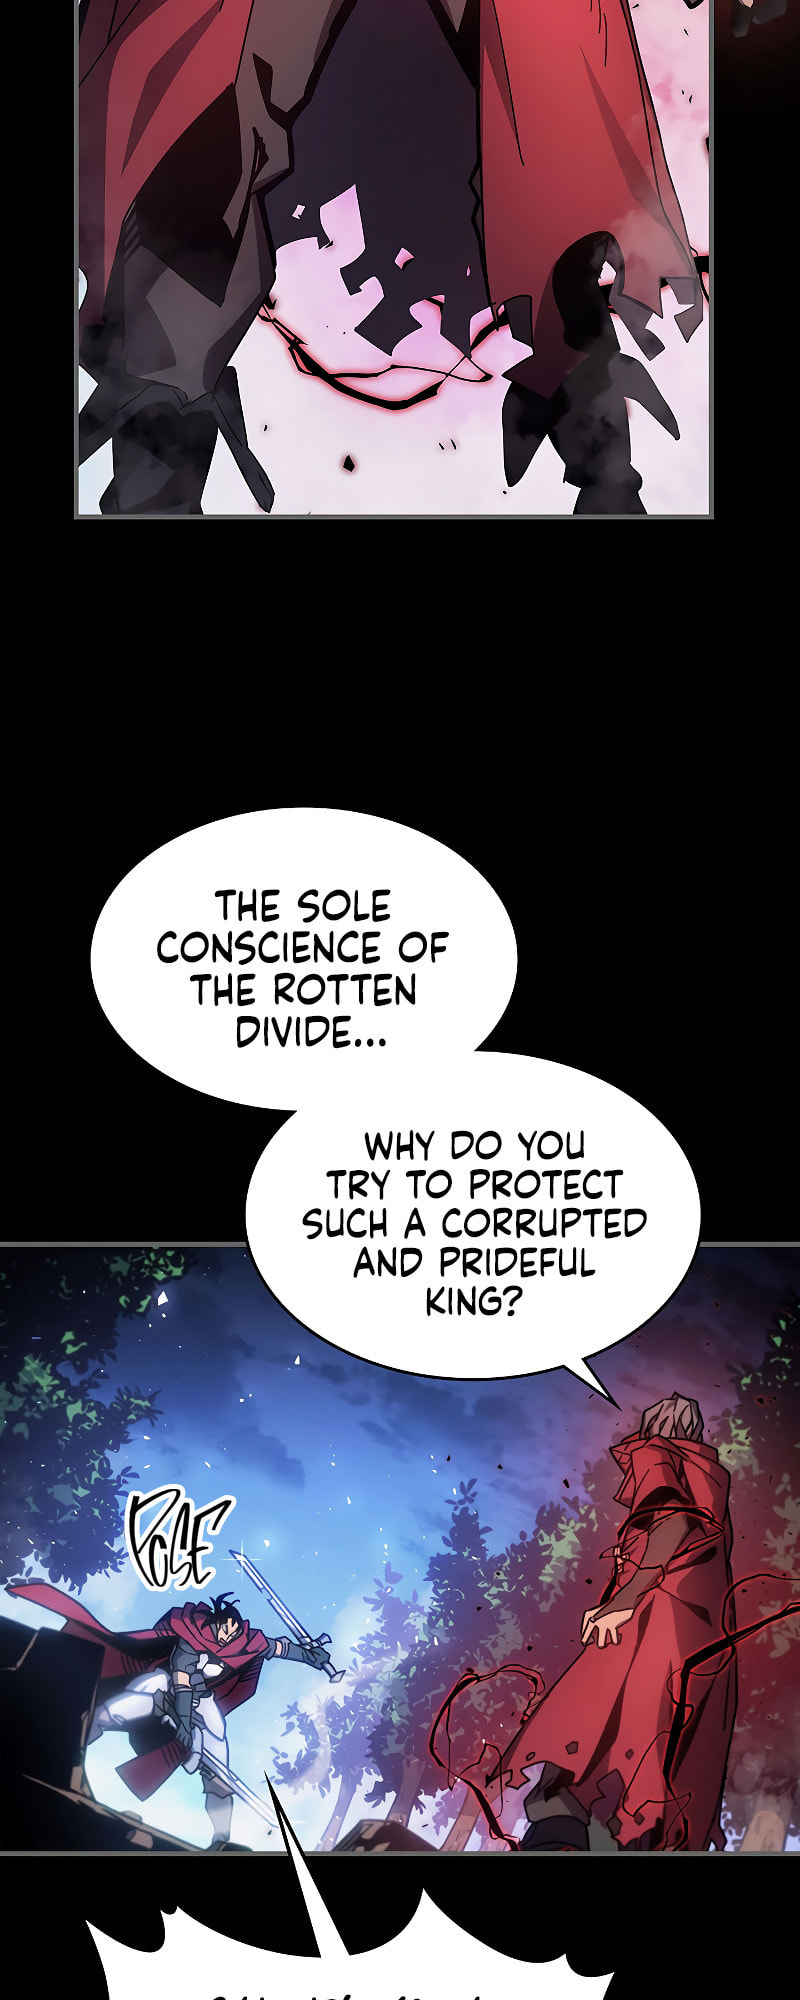 THE SOLE
CONSCIENCE OF
THE ROTTEN
DIVIDE...
WHY DO YOU
TRY TO PROTECT
SUCH A CORRUPTED
AND PRIDEFUL
KING?
POSE